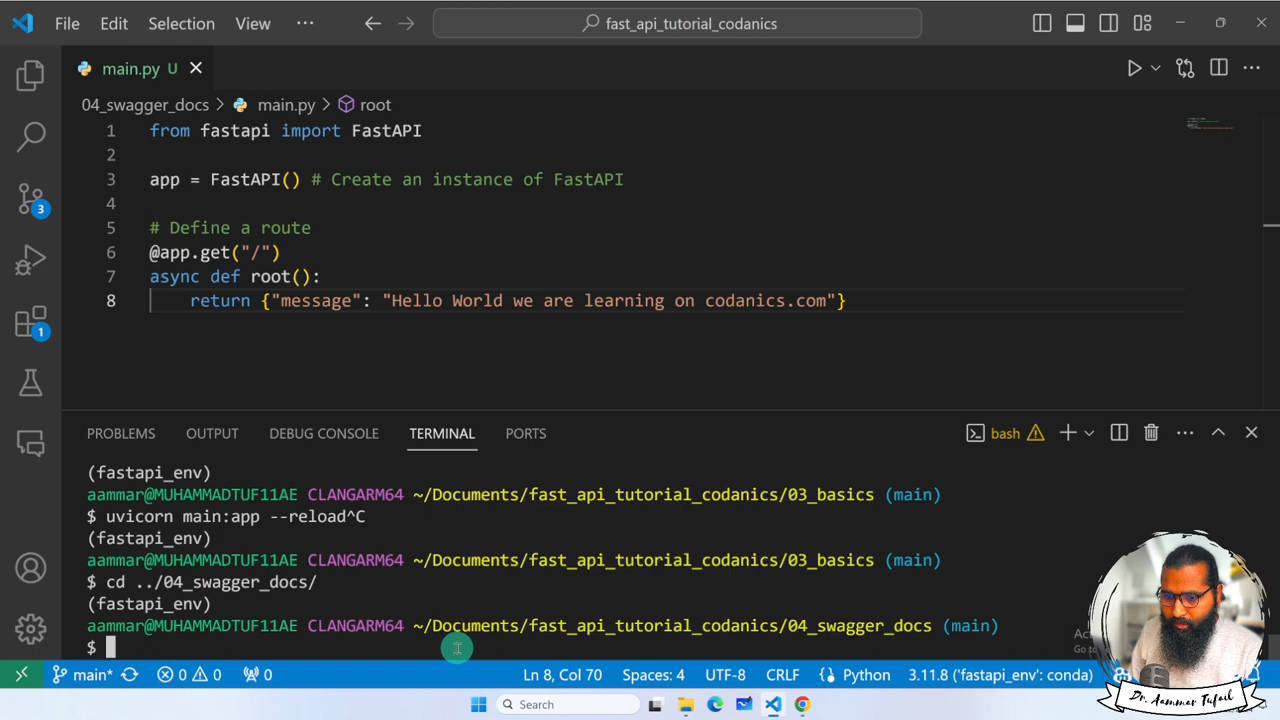 File Edit Selection View ··· fast_api_tutorial_codanics
main.py U
04_swagger_docs > main.py > root
1 from fastapi import FastAPI
2
3 app = FastAPI() # Create an instance of FastAPI
4
5 # Define a route
6 @app.get("/")
7 async def root():
8 return {"message": "Hello World we are learning on codanics.com"}
3
1
PROBLEMS OUTPUT DEBUG CONSOLE TERMINAL PORTS bash
(fastapi_env)
aammar@MUHAMMADTUF11AE CLANGARM64 ~/Documents/fast_api_tutorial_codanics/03_basics (main)
$ uvicorn main:app --reload^C
(fastapi_env)
aammar@MUHAMMADTUF11AE CLANGARM64 ~/Documents/fast_api_tutorial_codanics/03_basics (main)
$ cd ../04_swagger_docs/
(fastapi_env)
aammar@MUHAMMADTUF11AE CLANGARM64 ~/Documents/fast_api_tutorial_codanics/04_swagger_docs (main)
$
main* 0 0 0 Ln 8, Col 70 Spaces: 4 UTF-8 CRLF Python 3.11.8 ('fastapi_env': conda)
Dr. Aammar Tufail
Search